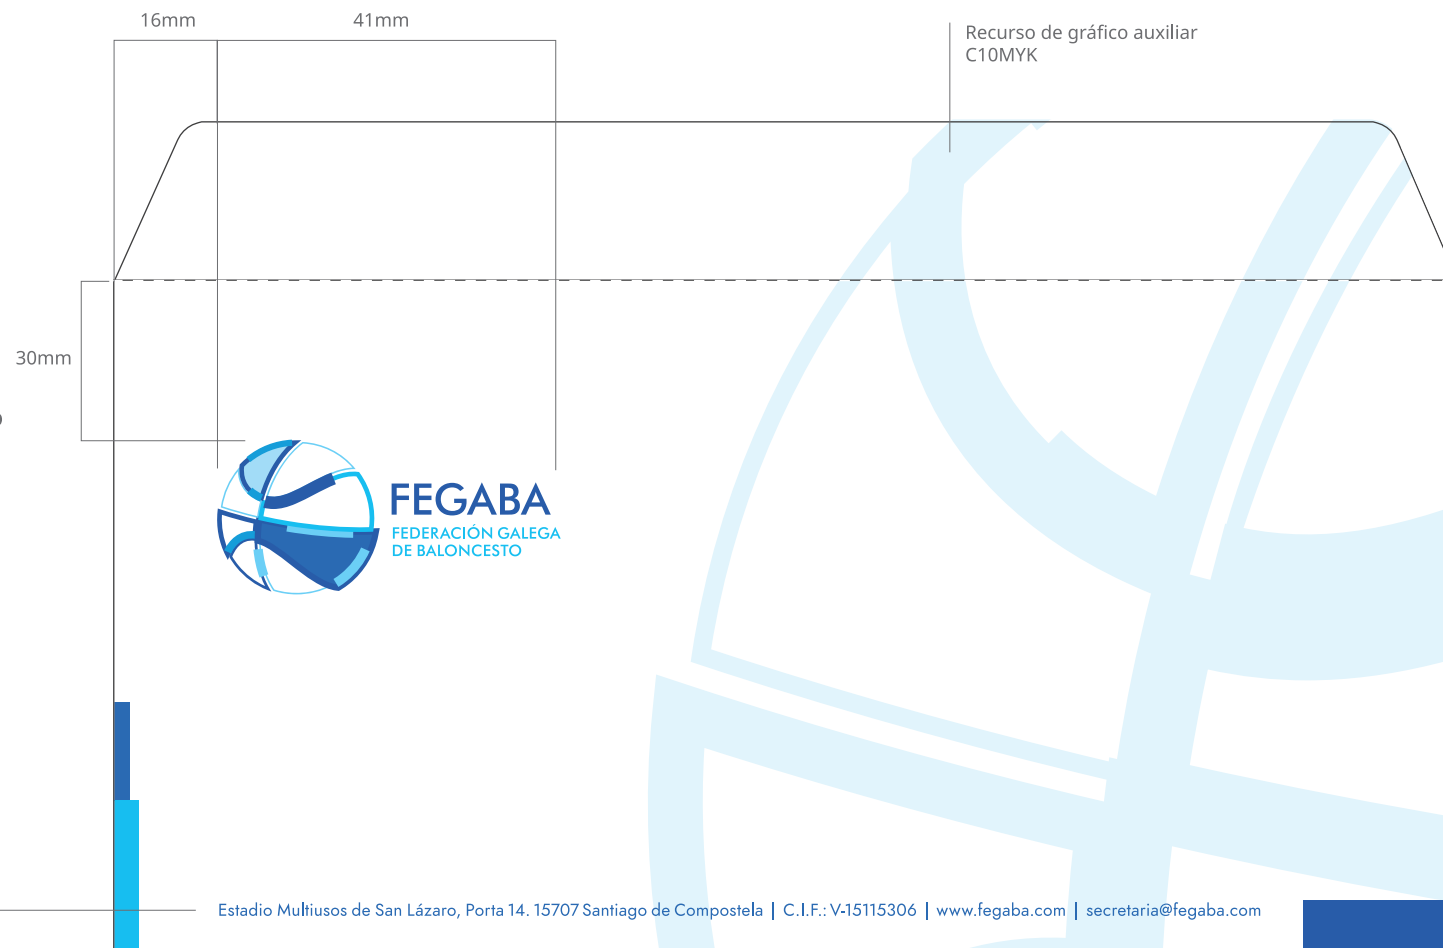 16mm
41mm
Recurso de gráfico auxiliar
C10MYK
30mm
FEGABA
FEDERACIÓN GALEGA
DE BALONCESTO
Estadio Multiusos de San Lázaro, Porta 14. 15707 Santiago de Compostela | C.I.F.: V-15115306 | www.fegaba.com | secretaria@fegaba.com